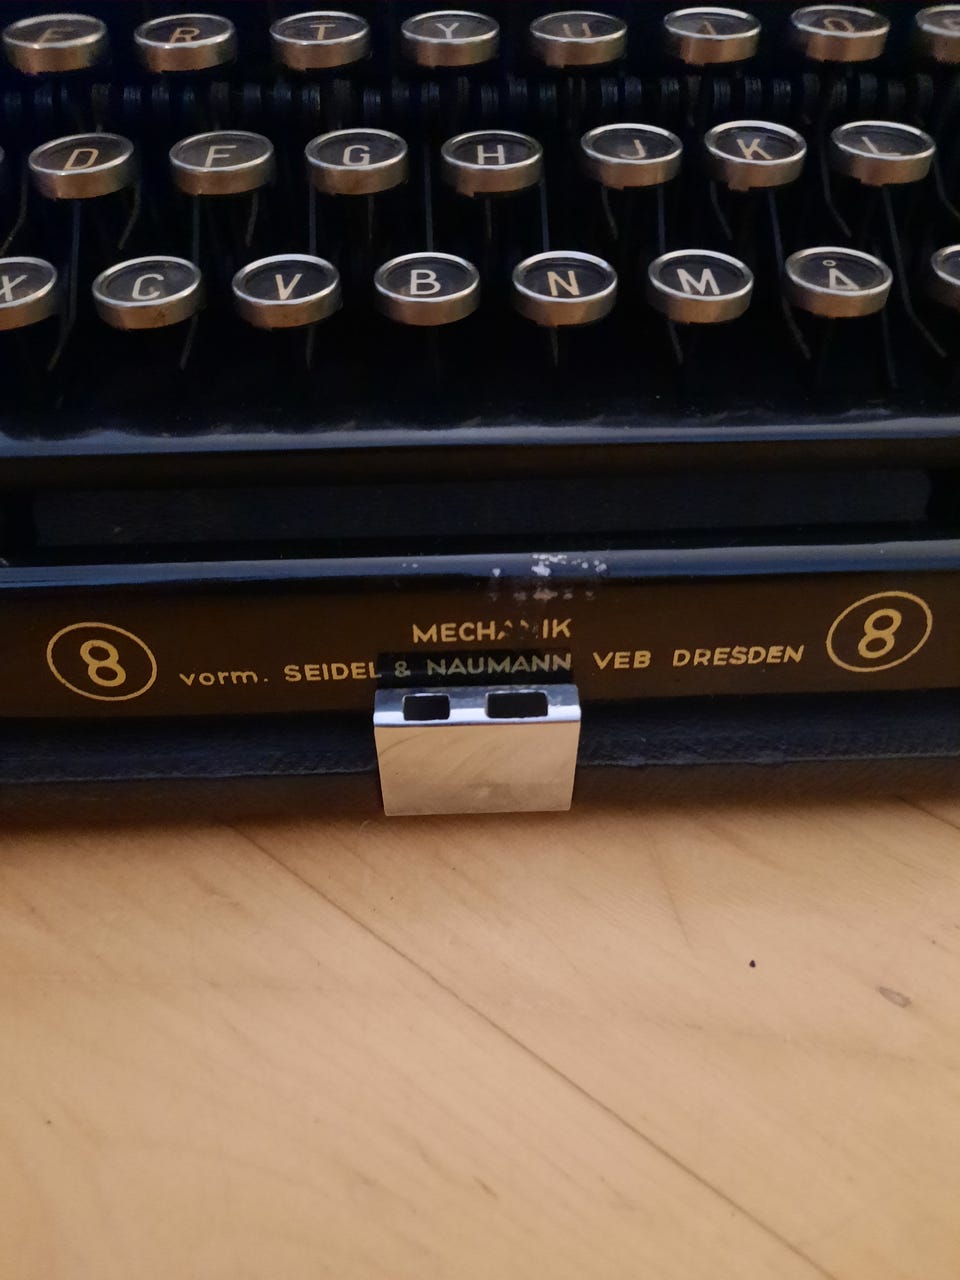 E R T Y U I O
D F G H J K L
X C V B N M Å
MECHANIK
8 vorm. SEIDEL & NAUMANN VEB DRESDEN 8